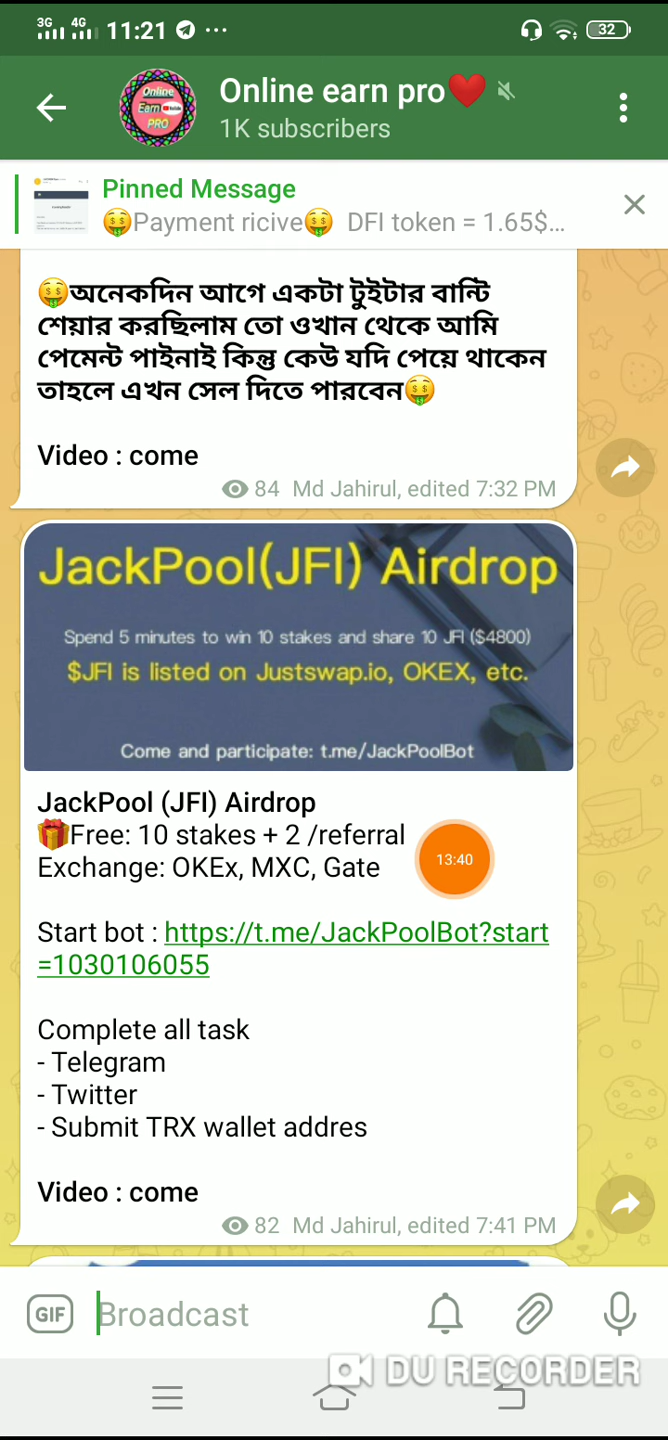 3G 4G 11:21 ... 32
Online
Earn
PRO
Online earn pro❤️
1K subscribers
Pinned Message
🤑Payment ricive🤑 DFI token = 1.65$...
🤑অনেকদিন আগে একটা টুইটার বান্টি
শেয়ার করছিলাম তো ওখান থেকে আমি
পেমেন্ট পাইনাই কিন্তু কেউ যদি পেয়ে থাকেন
তাহলে এখন সেল দিতে পারবেন🤑
Video : come
84 Md Jahirul, edited 7:32 PM
JackPool(JFI) Airdrop
Spend 5 minutes to win 10 stakes and share 10 JFI ($4800)
$JFI is listed on Justswap.io, OKEX, etc.
Come and participate: t.me/JackPoolBot
JackPool (JFI) Airdrop
🎁Free: 10 stakes + 2 /referral
Exchange: OKEx, MXC, Gate
13:40
Start bot : https://t.me/JackPoolBot?start
=1030106055
Complete all task
- Telegram
- Twitter
- Submit TRX wallet addres
Video : come
82 Md Jahirul, edited 7:41 PM
GIF Broadcast
DU RECORDER